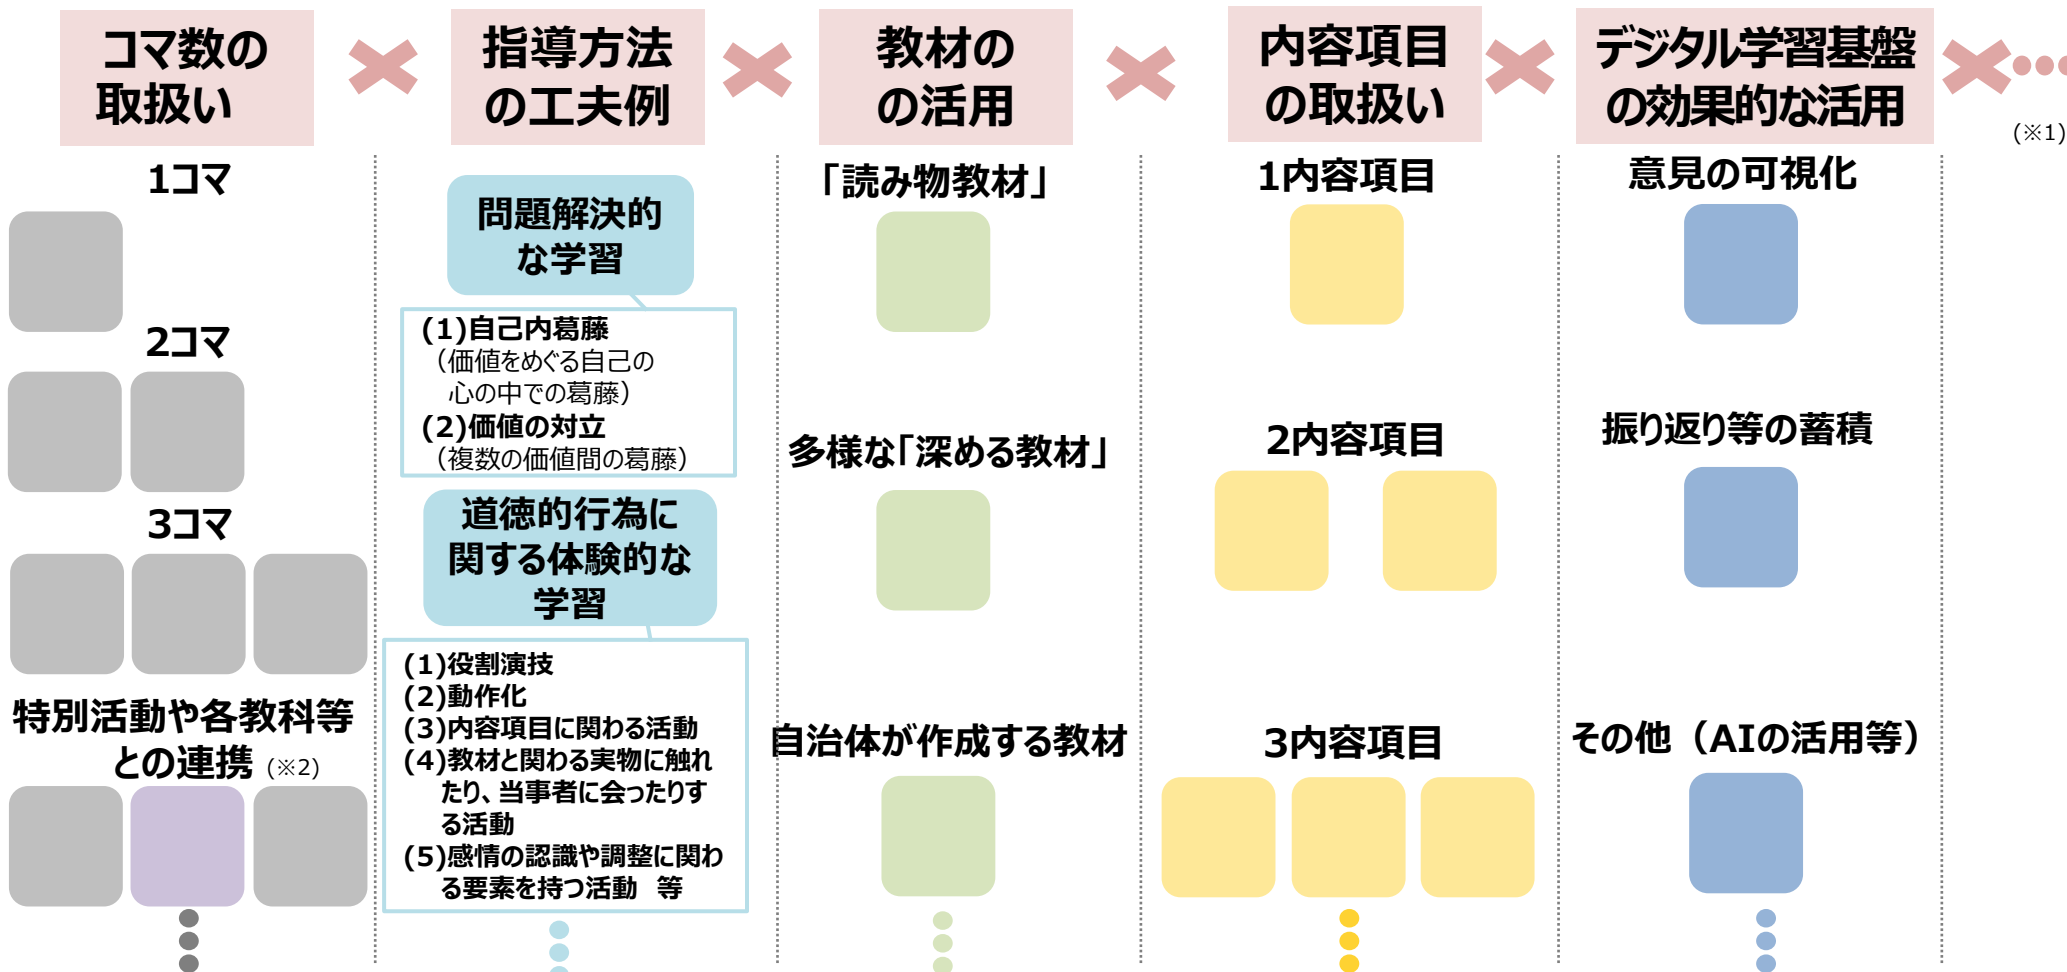 コマ数の
取扱い
指導方法
の工夫例
教材の
の活用
内容項目
の取扱い
デジタル学習基盤
の効果的な活用
(※1)
1コマ
2コマ
3コマ
特別活動や各教科等
との連携 (※2)
問題解決的
な学習
(1)自己内葛藤
（価値をめぐる自己の
心の中での葛藤）
(2)価値の対立
（複数の価値間の葛藤）
道徳的行為に
関する体験的な
学習
(1)役割演技
(2)動作化
(3)内容項目に関わる活動
(4)教材と関わる実物に触れ
たり、当事者に会ったりす
る活動
(5)感情の認識や調整に関わ
る要素を持つ活動 等
「読み物教材」
多様な「深める教材」
自治体が作成する教材
1内容項目
2内容項目
3内容項目
意見の可視化
振り返り等の蓄積
その他（AIの活用等）